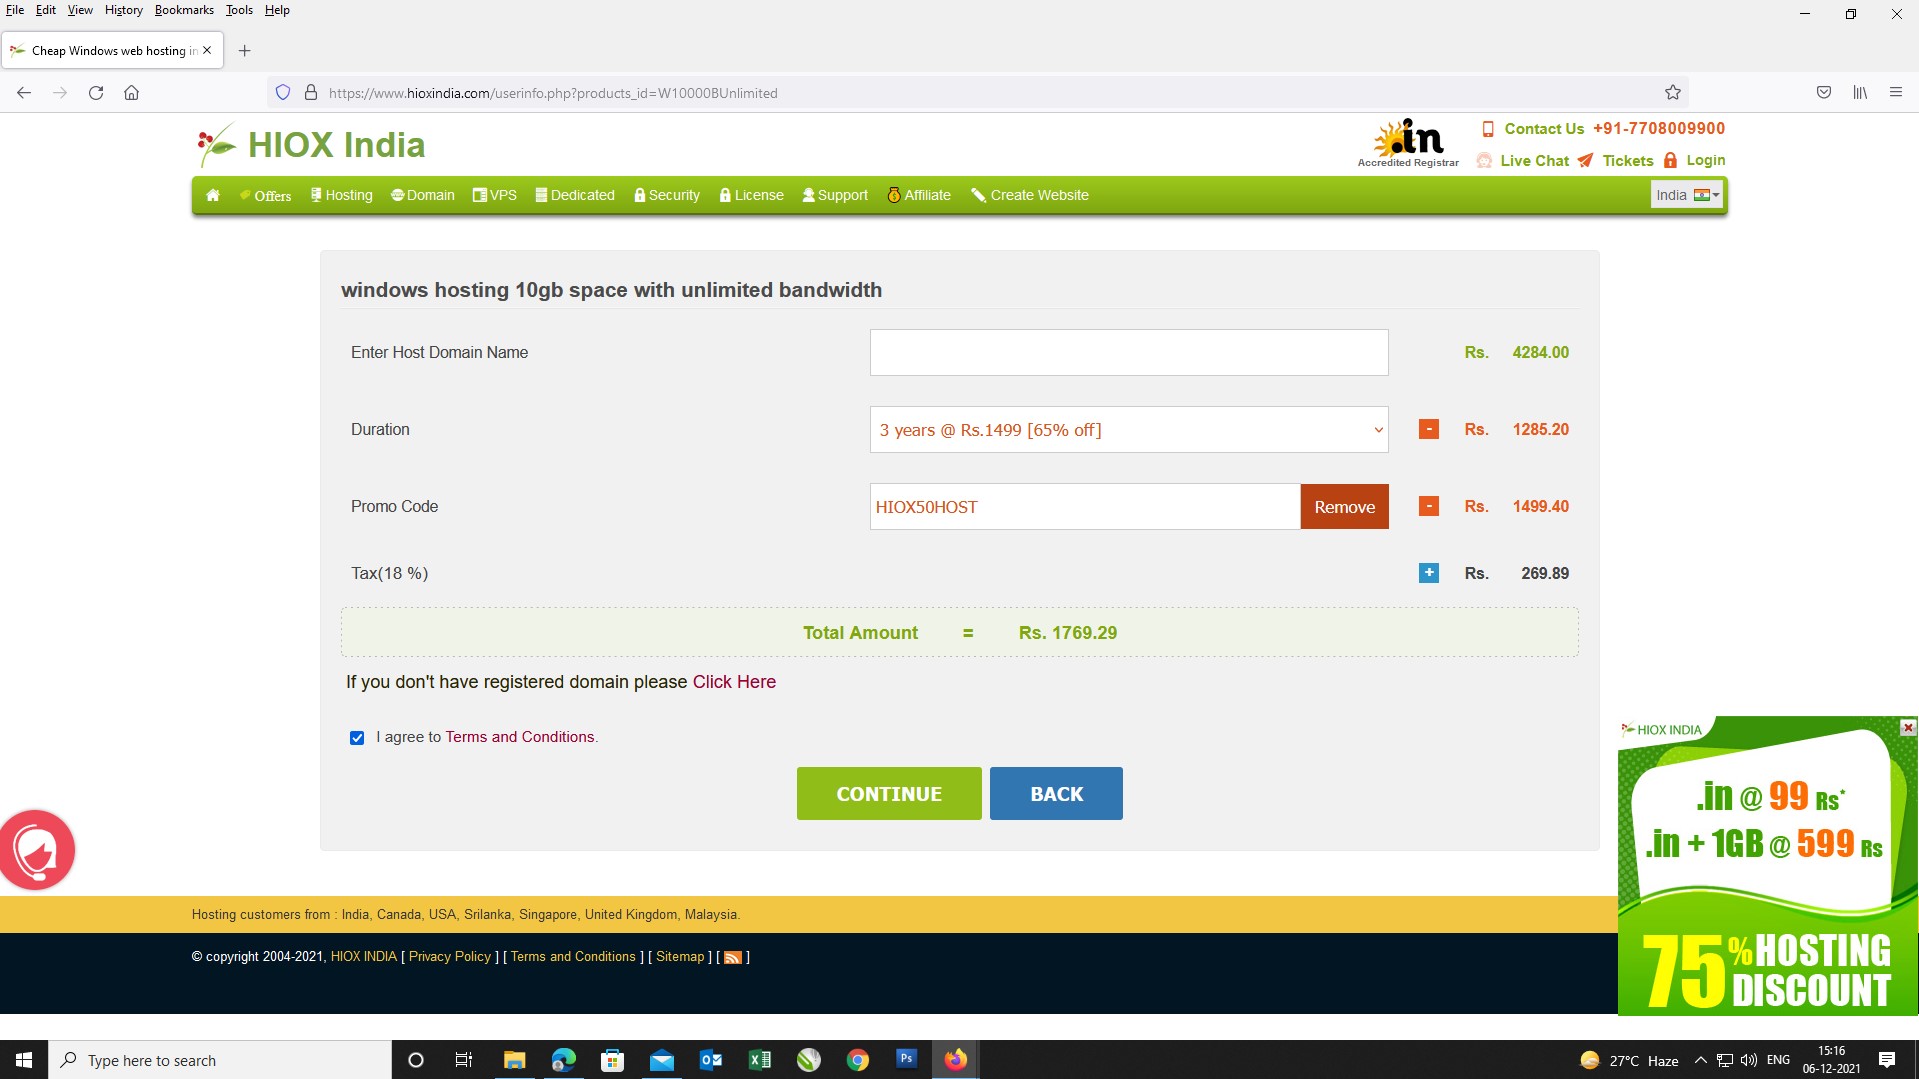 File Edit View History Bookmarks Tools Help
Cheap Windows web hosting in
https://www.hioxindia.com/userinfo.php?products_id=W10000BUnlimited
HIOX India
.in
Accredited Registrar
Contact Us +91-7708009900
Live Chat Tickets Login
Offers Hosting Domain VPS Dedicated Security License Support Affiliate Create Website
India
windows hosting 10gb space with unlimited bandwidth
Enter Host Domain Name Rs. 4284.00
Duration 3 years @ Rs.1499 [65% off] - Rs. 1285.20
Promo Code HIOX50HOST Remove - Rs. 1499.40
Tax(18 %) + Rs. 269.89
Total Amount = Rs. 1769.29
If you don't have registered domain please Click Here
I agree to Terms and Conditions.
CONTINUE BACK
HIOX INDIA
.in @ 99 Rs*
.in + 1GB @ 599 Rs
75% HOSTING
DISCOUNT
Hosting customers from : India, Canada, USA, Srilanka, Singapore, United Kingdom, Malaysia.
© copyright 2004-2021, HIOX INDIA [ Privacy Policy ] [ Terms and Conditions ] [ Sitemap ] [ ]
Type here to search
Ps
27°C Haze
ENG
15:16
06-12-2021